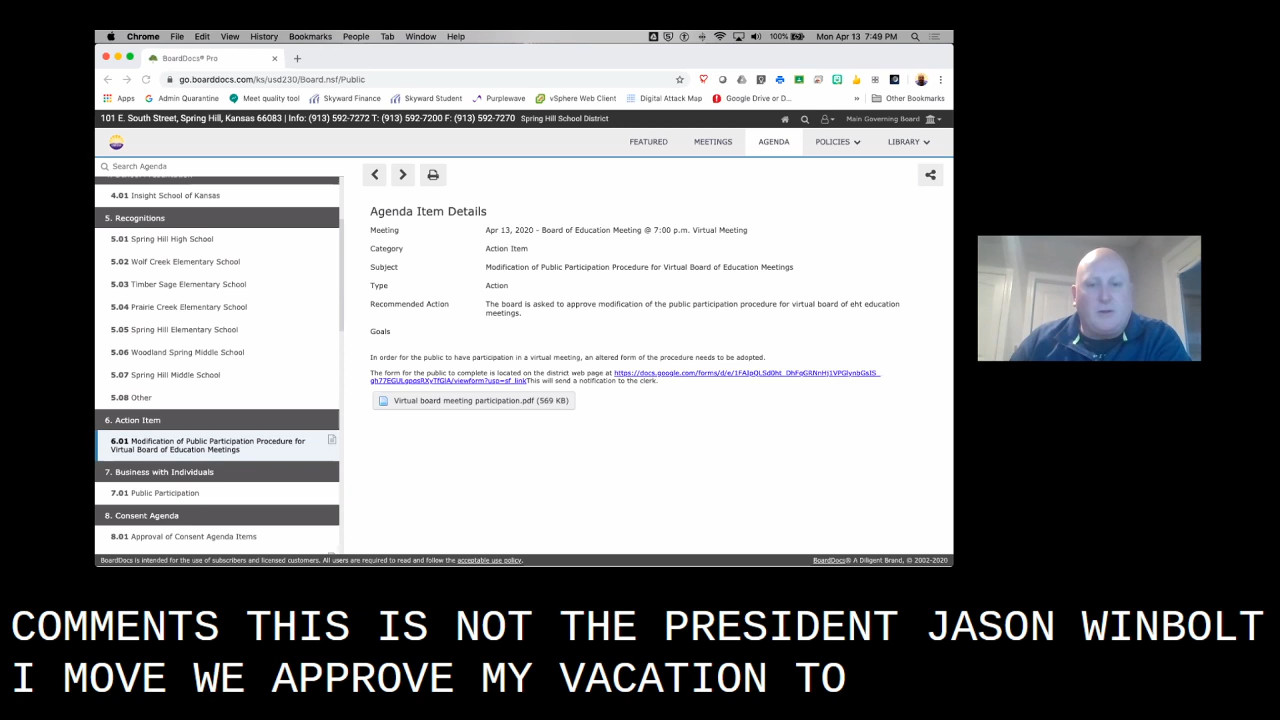 Chrome File Edit View History Bookmarks People Tab Window Help 100% Mon Apr 13 7:49 PM
BoardDocs® Pro
go.boarddocs.com/ks/usd230/Board.nsf/Public
Apps Admin Quarantine Meet quality tool Skyward Finance Skyward Student Purplewave vSphere Web Client Digital Attack Map Google Drive or D... » Other Bookmarks
101 E. South Street, Spring Hill, Kansas 66083 | Info: (913) 592-7272 T: (913) 592-7200 F: (913) 592-7270 Spring Hill School District Main Governing Board
FEATURED MEETINGS AGENDA POLICIES LIBRARY
Search Agenda
4.01 Insight School of Kansas
5. Recognitions
5.01 Spring Hill High School
5.02 Wolf Creek Elementary School
5.03 Timber Sage Elementary School
5.04 Prairie Creek Elementary School
5.05 Spring Hill Elementary School
5.06 Woodland Spring Middle School
5.07 Spring Hill Middle School
5.08 Other
6. Action Item
6.01 Modification of Public Participation Procedure for
Virtual Board of Education Meetings
7. Business with Individuals
7.01 Public Participation
8. Consent Agenda
8.01 Approval of Consent Agenda Items
Agenda Item Details
Meeting Apr 13, 2020 - Board of Education Meeting @ 7:00 p.m. Virtual Meeting
Category Action Item
Subject Modification of Public Participation Procedure for Virtual Board of Education Meetings
Type Action
Recommended Action The board is asked to approve modification of the public participation procedure for virtual board of eht education
meetings.
Goals
In order for the public to have participation in a virtual meeting, an altered form of the procedure needs to be adopted.
The form for the public to complete is located on the district web page at
This will send a notification to the clerk.
Virtual board meeting participation.pdf (569 KB)
BoardDocs is intended for the use of subscribers and licensed customers. All users are required to read and follow the acceptable use policy. BoardDocs® A Diligent Brand, © 2002-2020
COMMENTS THIS IS NOT THE PRESIDENT JASON WINBOLT
I MOVE WE APPROVE MY VACATION TO